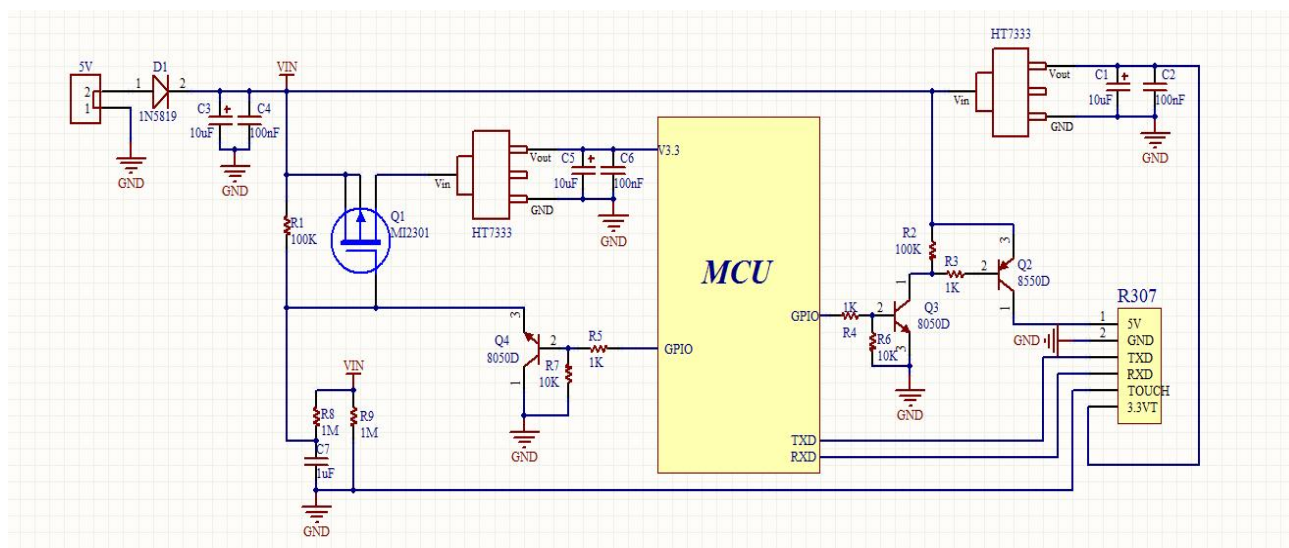 HT7333
5V
D1
VIN
2
1
1
2
1N5819
C3
C4
10uF
100nF
GND
GND
Vin
Vout
GND
C1
C2
10uF
100nF
GND
V3.3
Vin
Vout
GND
HT7333
C5
C6
10uF
100nF
GND
R1
100K
Q1
MI2301
MCU
R2
100K
R3
1K
2
3
1
Q2
8550D
GPIO
1K
R4
2
1
3
Q3
8050D
R6
10K
GND
R307
1
5V
2
GND
TXD
RXD
TOUCH
3.3VT
GND
3
Q4
8050D
2
1
R5
1K
R7
10K
GPIO
GND
VIN
R8
1M
R9
1M
C7
1uF
GND
TXD
RXD